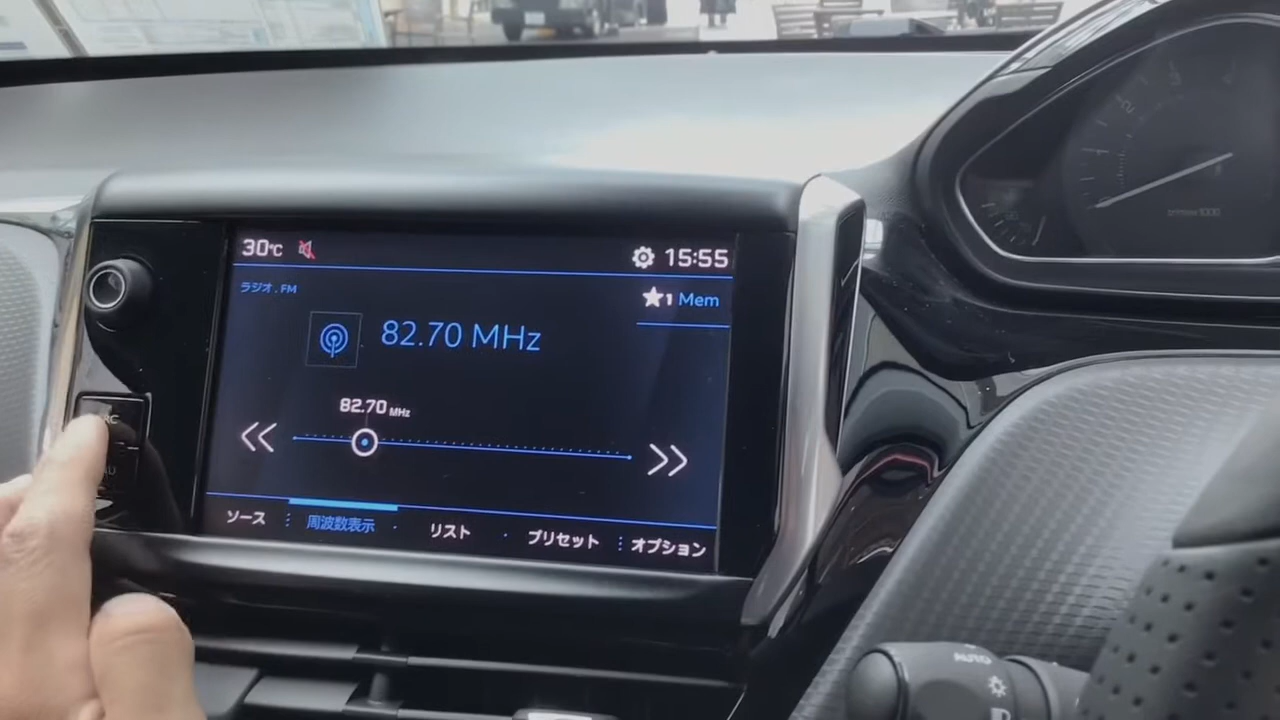 30℃
15:55
ラジオ.FM
1 Mem
82.70 MHz
82.70 MHz
ソース
周波数表示
リスト
プリセット
オプション
AUTO